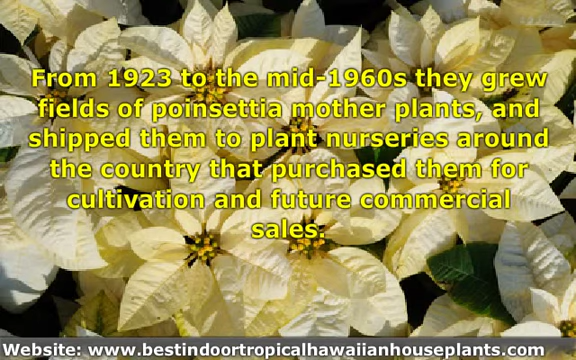 From 1923 to the mid-1960s they grew
fields of poinsettia mother plants, and
shipped them to plant nurseries around
the country that purchased them for
cultivation and future commercial
sales.
Website: www.bestindoortropicalhawaiianhouseplants.com